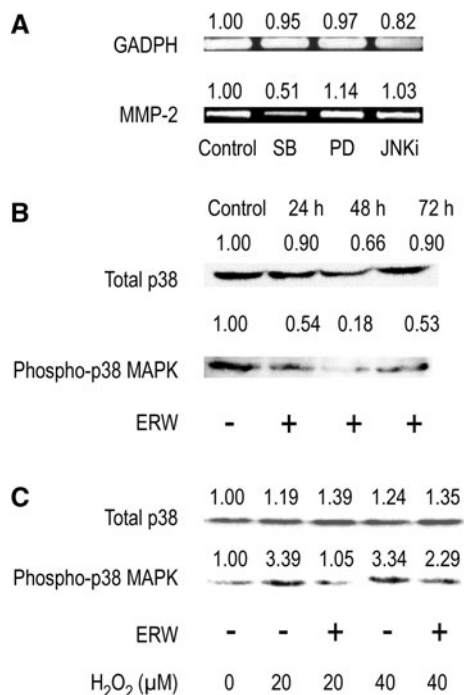 A
1.00 0.95 0.97 0.82
GADPH
1.00 0.51 1.14 1.03
MMP-2
Control SB PD JNKi
B
Control 24 h 48 h 72 h
1.00 0.90 0.66 0.90
Total p38
1.00 0.54 0.18 0.53
Phospho-p38 MAPK
ERW - + + +
C
1.00 1.19 1.39 1.24 1.35
Total p38
1.00 3.39 1.05 3.34 2.29
Phospho-p38 MAPK
ERW - - + - +
H₂O₂ (µM) 0 20 20 40 40